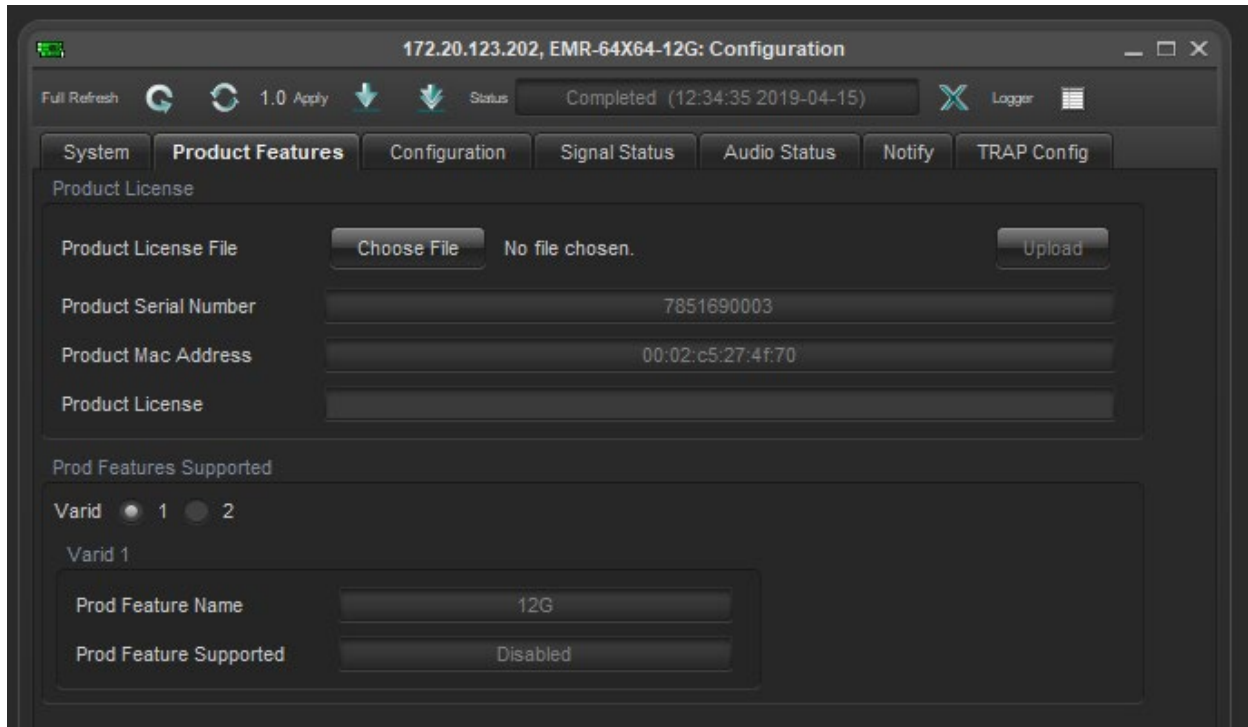 172.20.123.202, EMR-64X64-12G: Configuration
Full Refresh 1.0 Apply Status Completed (12:34:35 2019-04-15) Logger
System Product Features Configuration Signal Status Audio Status Notify TRAP Config
Product License
Product License File Choose File No file chosen. Upload
Product Serial Number 7851690003
Product Mac Address 00:02:c5:27:4f:70
Product License
Prod Features Supported
Varid 1 2
Varid 1
Prod Feature Name 12G
Prod Feature Supported Disabled